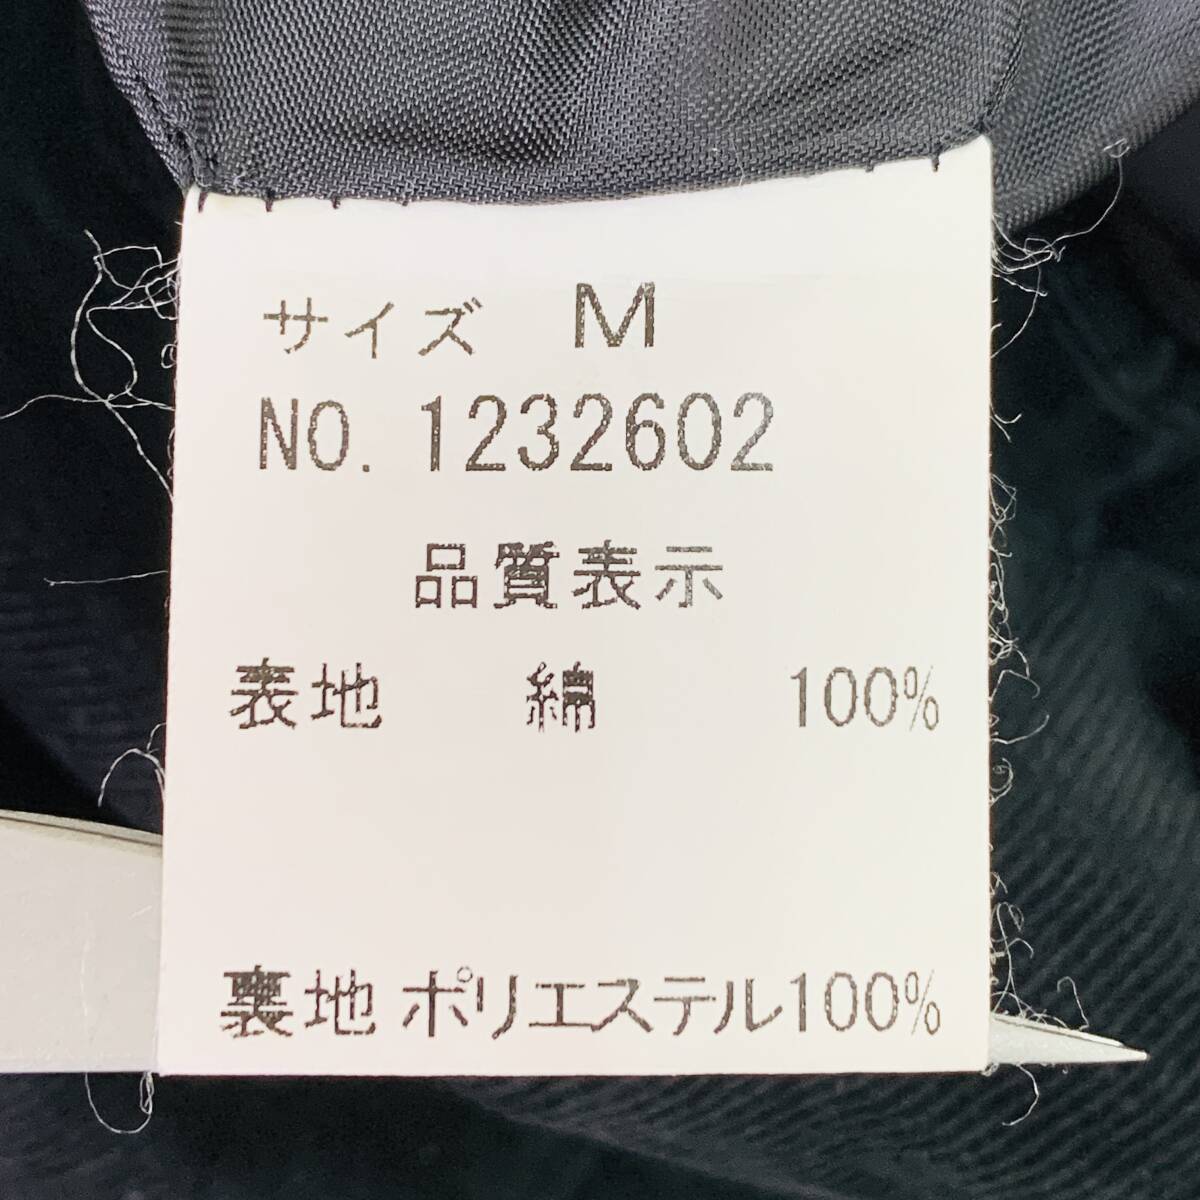 サイズ M
NO. 1232602
品質表示
表地 綿 100%
裏地 ポリエステル100%